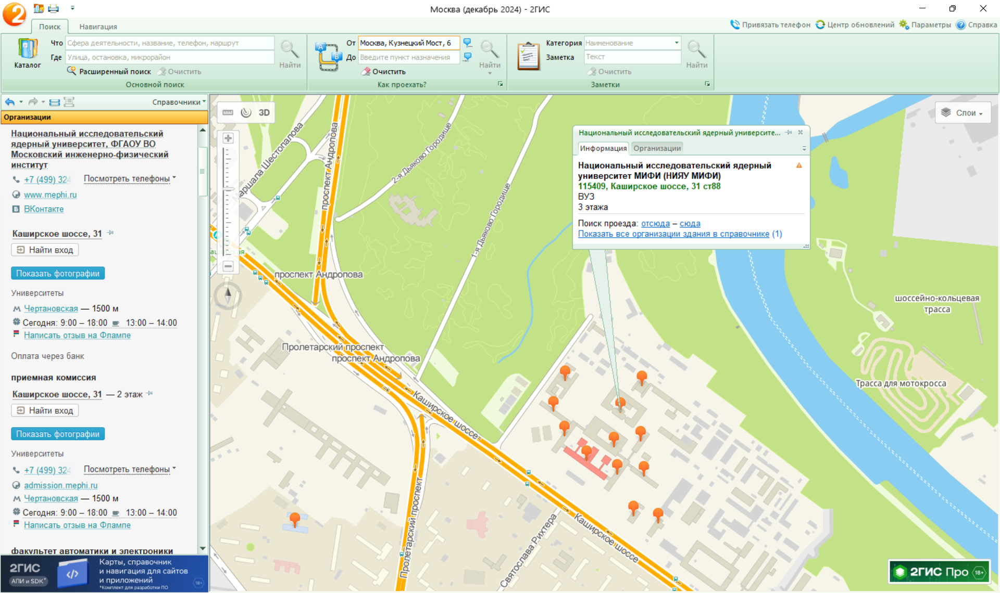 Москва (декабрь 2024) - 2ГИС
Поиск
Навигация
Привязать телефон
Центр обновлений
Параметры
Справка
Каталог
Что
Сфера деятельности, название, телефон, маршрут
Где
Улица, остановка, микрорайон
Найти
Расширенный поиск
Очистить
Основной поиск
От
Москва, Кузнецкий Мост, 6
До
Введите пункт назначения
Найти
Очистить
Как проехать?
Категория
Наименование
Заметка
Текст
Найти
Очистить
Заметки
Справочники
Организации
Национальный исследовательский
ядерный университет, ФГАОУ ВО
Московский инженерно-физический
институт
+7 (499) 324
Посмотреть телефоны
www.mephi.ru
ВКонтакте
Каширское шоссе, 31
Найти вход
Показать фотографии
Университеты
Чертановская — 1500 м
Сегодня: 9:00 – 18:00 13:00 – 14:00
Написать отзыв на Флампе
Оплата через банк
приемная комиссия
Каширское шоссе, 31 — 2 этаж
Найти вход
Показать фотографии
Университеты
+7 (499) 324
Посмотреть телефоны
admission.mephi.ru
Чертановская — 1500 м
Сегодня: 9:00 – 18:00 13:00 – 14:00
Написать отзыв на Флампе
факультет автоматики и электроники
2ГИС
АПИ и SDK*
Карты, справочник
и навигация для сайтов
и приложений
*Комплект для разработки ПО
18+
3D
Слои
Маршала Шестопалова
проспект Андропова
2-я Дьяково Городище
1-я Дьяково Городище
проспект Андропова
Пролетарский проспект
проспект Андропова
Каширское шоссе
Пролетарский проспект
Святослава Рихтера
Каширское шоссе
шоссейно-кольцевая
трасса
Трасса для мотокросса
Национальный исследовательский ядерный университе...
Информация
Организации
Национальный исследовательский ядерный
университет МИФИ (НИЯУ МИФИ)
115409, Каширское шоссе, 31 ст88
ВУЗ
3 этажа
Поиск проезда: отсюда – сюда
Показать все организации здания в справочнике (1)
2ГИС Про 18+